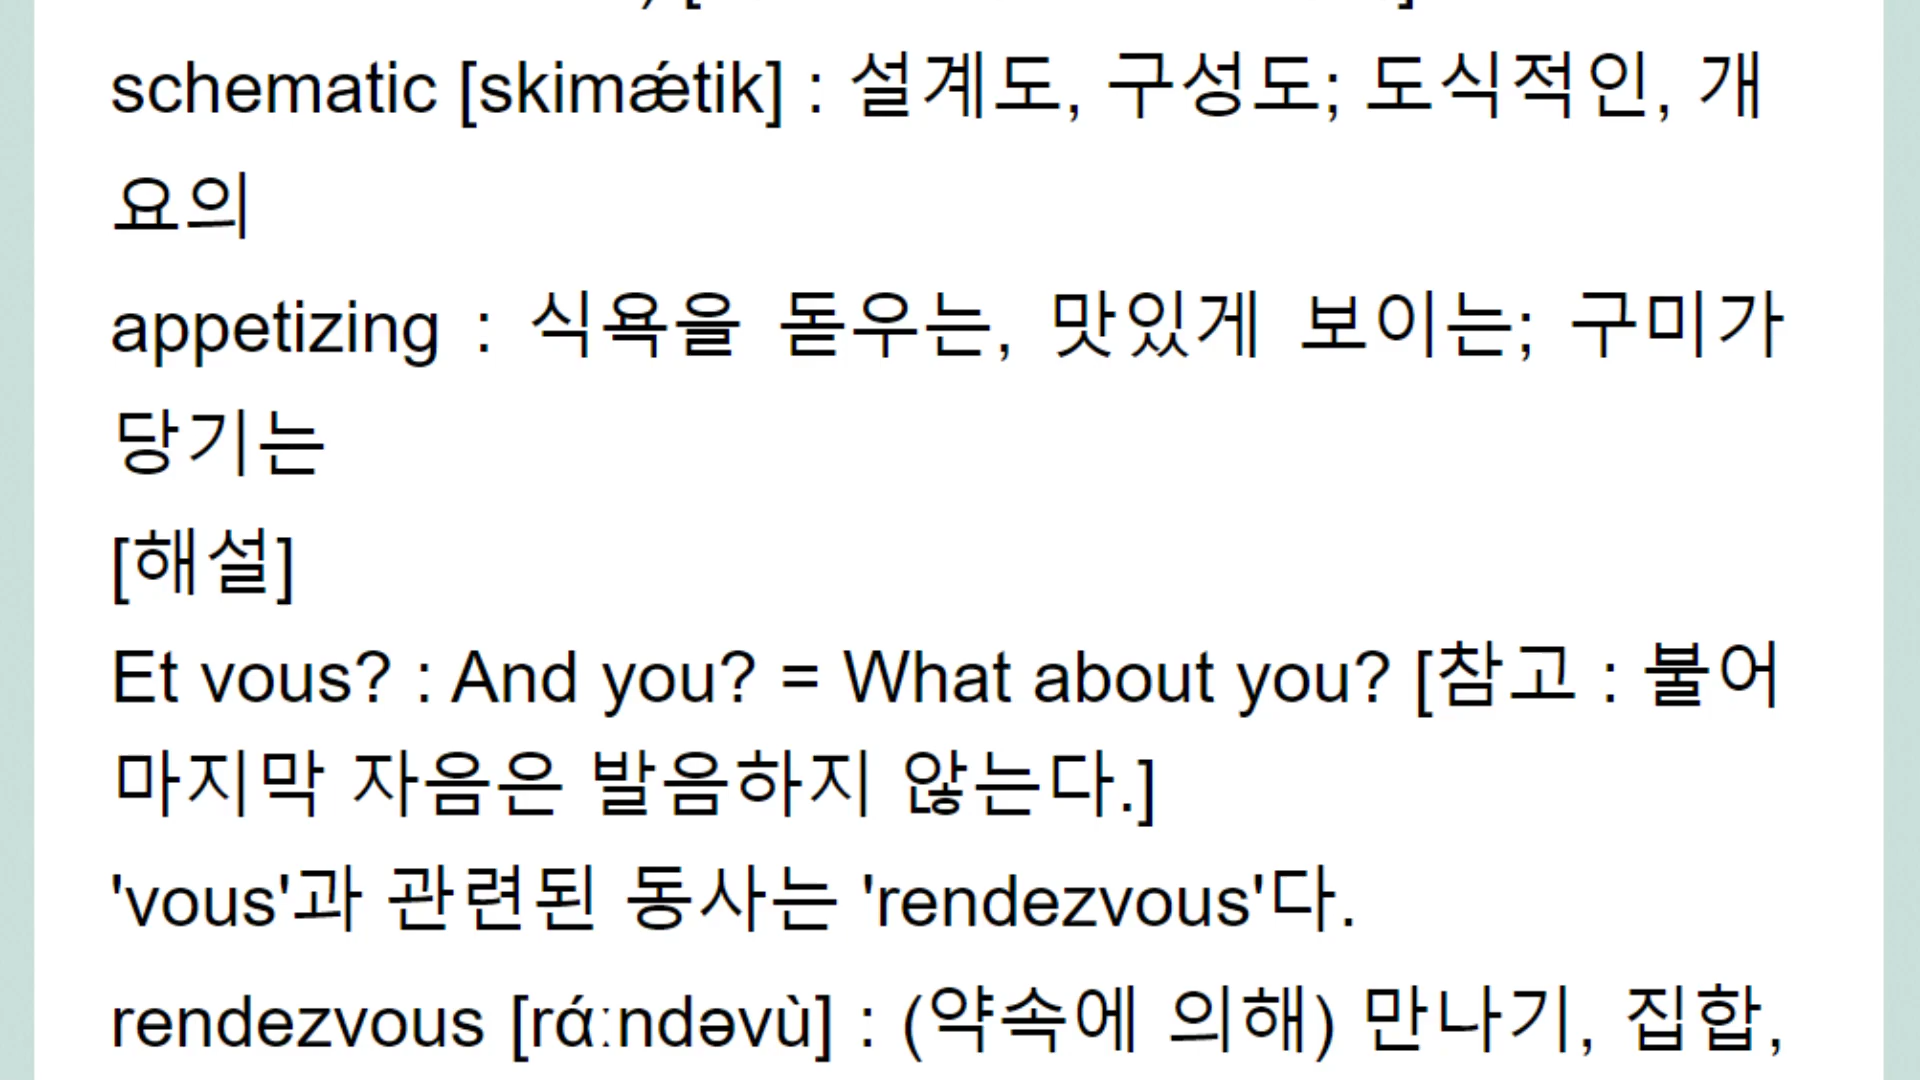 schematic [skimǽtik] : 설계도, 구성도; 도식적인, 개
요의
appetizing : 식욕을 돋우는, 맛있게 보이는; 구미가
당기는
[해설]
Et vous? : And you? = What about you? [참고 : 불어
마지막 자음은 발음하지 않는다.]
'vous'과 관련된 동사는 'rendezvous'다.
rendezvous [rάːndəvù] : (약속에 의해) 만나기, 집합,